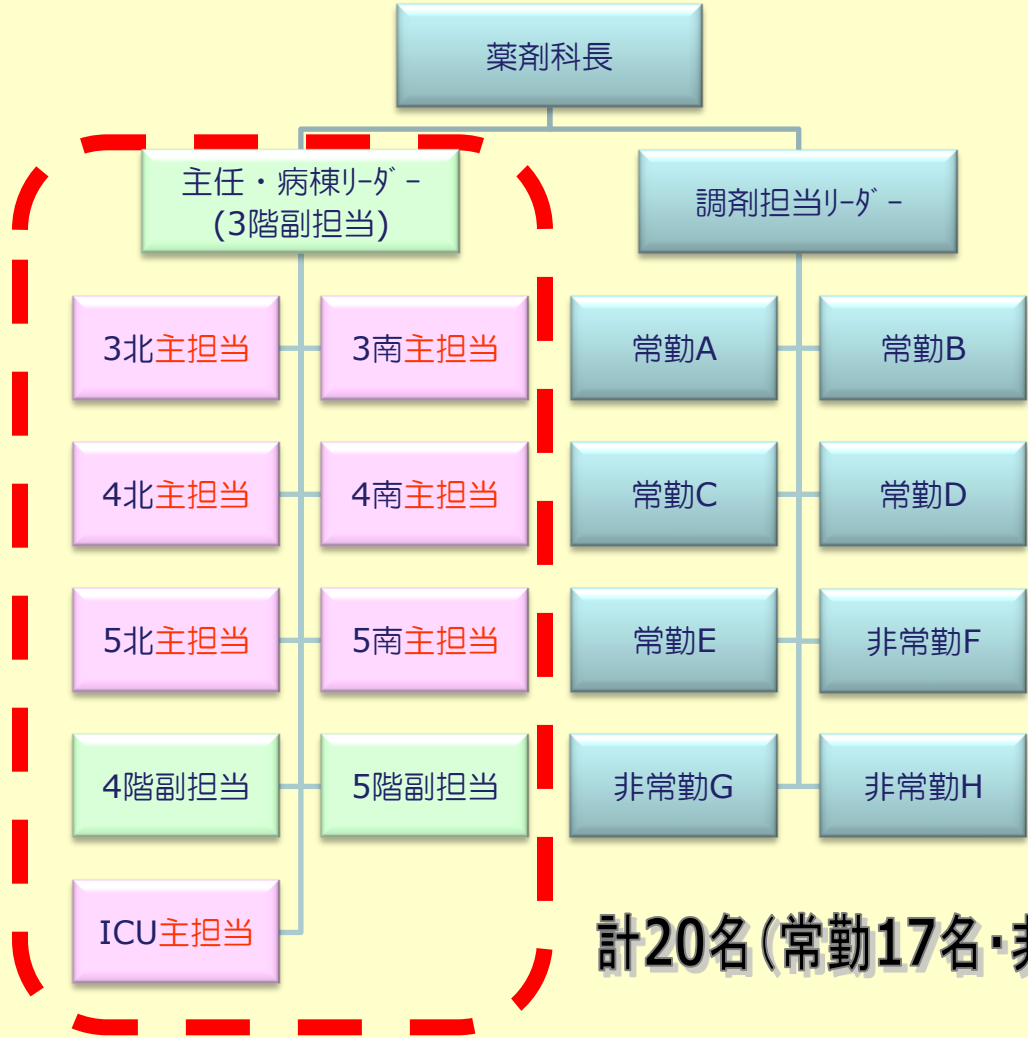 薬剤科長
主任・病棟ﾘｰﾀﾞｰ
(3階副担当)
調剤担当ﾘｰﾀﾞｰ
3北主担当
3南主担当
常勤A
常勤B
4北主担当
4南主担当
常勤C
常勤D
5北主担当
5南主担当
常勤E
非常勤F
4階副担当
5階副担当
非常勤G
非常勤H
ICU主担当
計20名(常勤17名･非